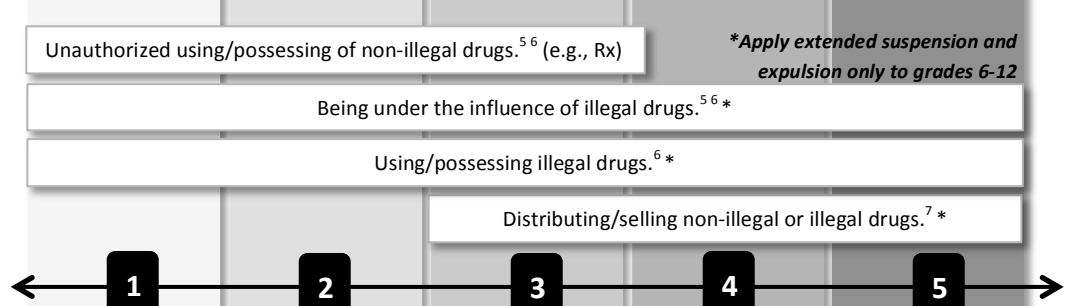 Unauthorized using/possessing of non-illegal drugs.⁵ ⁶ (e.g., Rx)
*Apply extended suspension and
expulsion only to grades 6-12
Being under the influence of illegal drugs.⁵ ⁶ *
Using/possessing illegal drugs.⁶ *
Distributing/selling non-illegal or illegal drugs.⁷ *
1 2 3 4 5